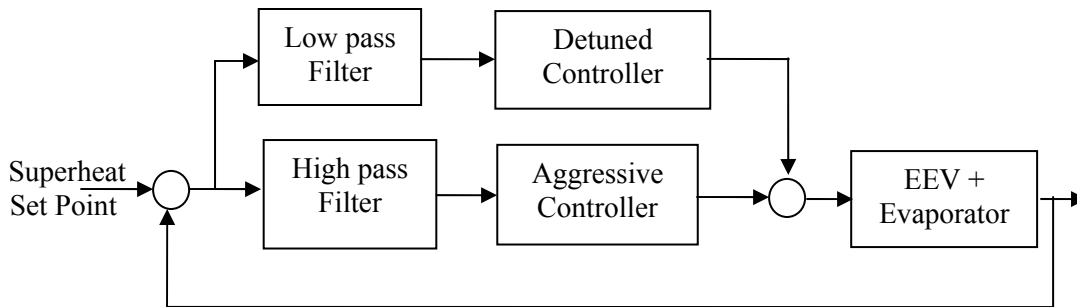 Low pass
Filter
Detuned
Controller
Superheat
Set Point
High pass
Filter
Aggressive
Controller
EEV +
Evaporator